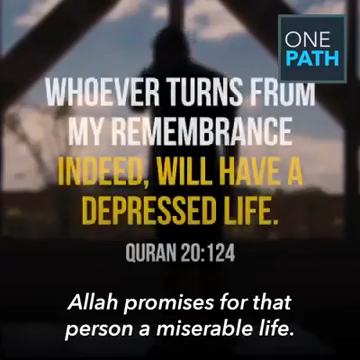 ONE
PATH
WHOEVER TURNS FROM
MY REMEMBRANCE
INDEED, WILL HAVE A
DEPRESSED LIFE.
QURAN 20:124
Allah promises for that
person a miserable life.